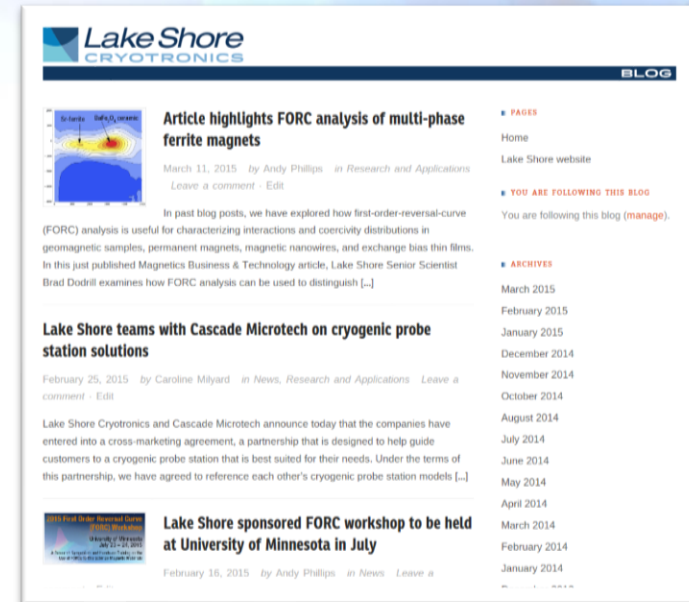 Lake Shore
CRYOTRONICS
BLOG
Sr-ferrite
Article highlights FORC analysis of multi-phase
ferrite magnets
March 11, 2015 by Andy Phillips in Research and Applications
Leave a comment · Edit
In past blog posts, we have explored how first-order-reversal-curve
(FORC) analysis is useful for characterizing interactions and coercivity distributions in
geomagnetic samples, permanent magnets, magnetic nanowires, and exchange bias thin films.
In this just published Magnetics Business & Technology article, Lake Shore Senior Scientist
Brad Dodrill examines how FORC analysis can be used to distinguish [...]
Lake Shore teams with Cascade Microtech on cryogenic probe
station solutions
February 25, 2015 by Caroline Milyard in News, Research and Applications Leave a
comment · Edit
Lake Shore Cryotronics and Cascade Microtech announce today that the companies have
entered into a cross-marketing agreement, a partnership that is designed to help guide
customers to a cryogenic probe station that is best suited for their needs. Under the terms of
this partnership, we have agreed to reference each other's cryogenic probe station models [...]
2015 First Order Reversal Curve
(FORC) Workshop
University of Minnesota
Lake Shore sponsored FORC workshop to be held
at University of Minnesota in July
February 16, 2015 by Andy Phillips in News Leave a
PAGES
Home
Lake Shore website
YOU ARE FOLLOWING THIS BLOG
You are following this blog (manage).
ARCHIVES
March 2015
February 2015
January 2015
December 2014
November 2014
October 2014
August 2014
July 2014
June 2014
May 2014
April 2014
March 2014
February 2014
January 2014